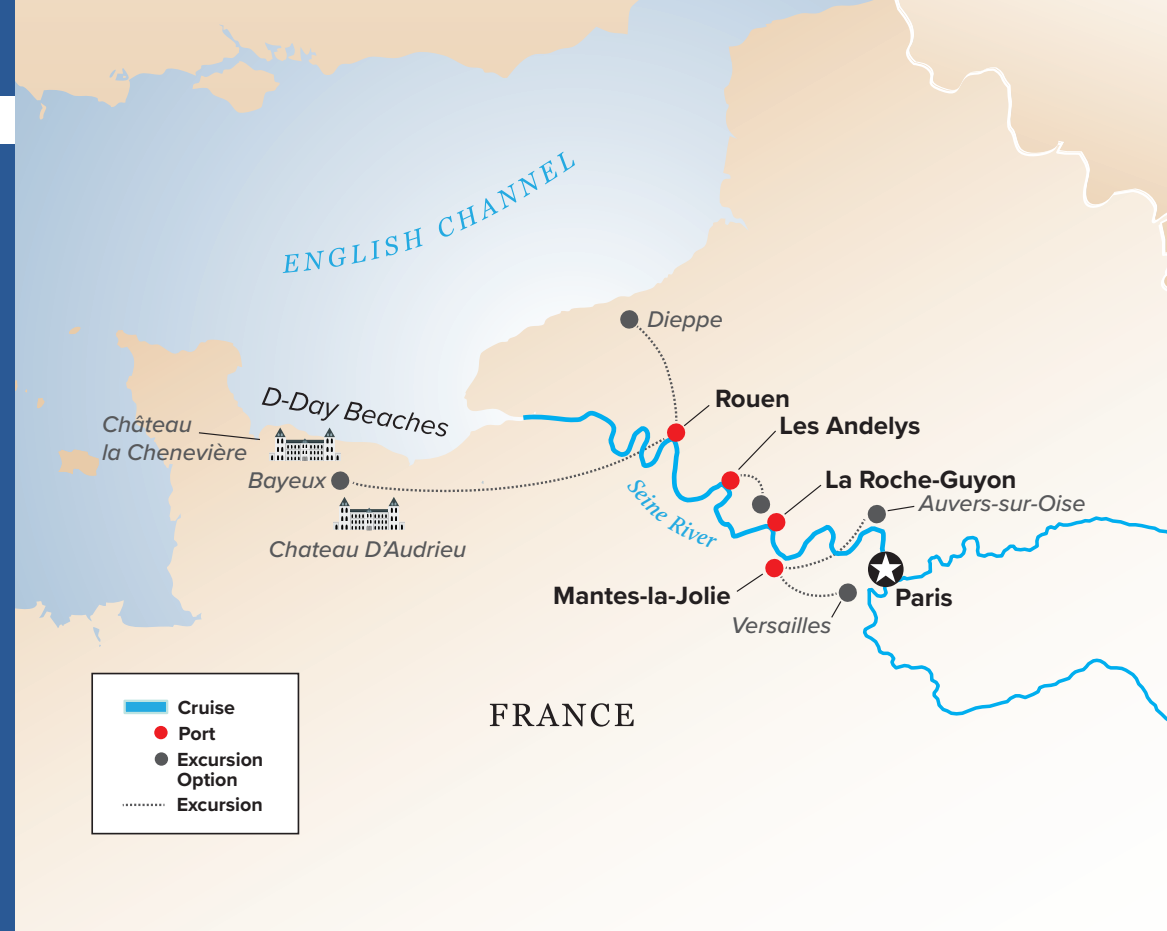 ENGLISH CHANNEL
Dieppe
D-Day Beaches
Rouen
Château
la Chenevière
Les Andelys
Bayeux
La Roche-Guyon
Auvers-sur-Oise
Seine River
Chateau D’Audrieu
Mantes-la-Jolie
Paris
Versailles
FRANCE
Cruise
Port
Excursion
Option
Excursion